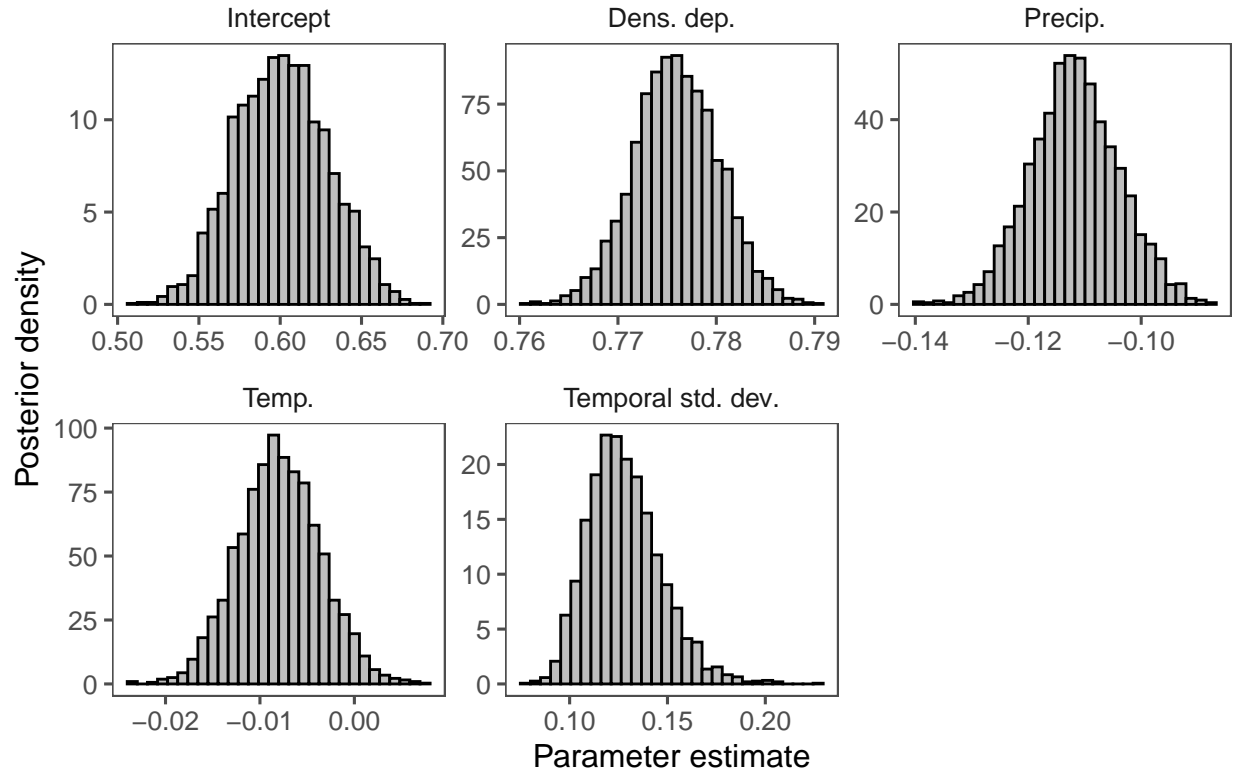 Intercept
Dens. dep.
Precip.
10
5
0
0.50 0.55 0.60 0.65 0.70
75
50
25
0
0.76 0.77 0.78 0.79
40
20
0
−0.14 −0.12 −0.10
Posterior density
Temp.
Temporal std. dev.
100
75
50
25
0
−0.02 −0.01 0.00
20
15
10
5
0
0.10 0.15 0.20
Parameter estimate